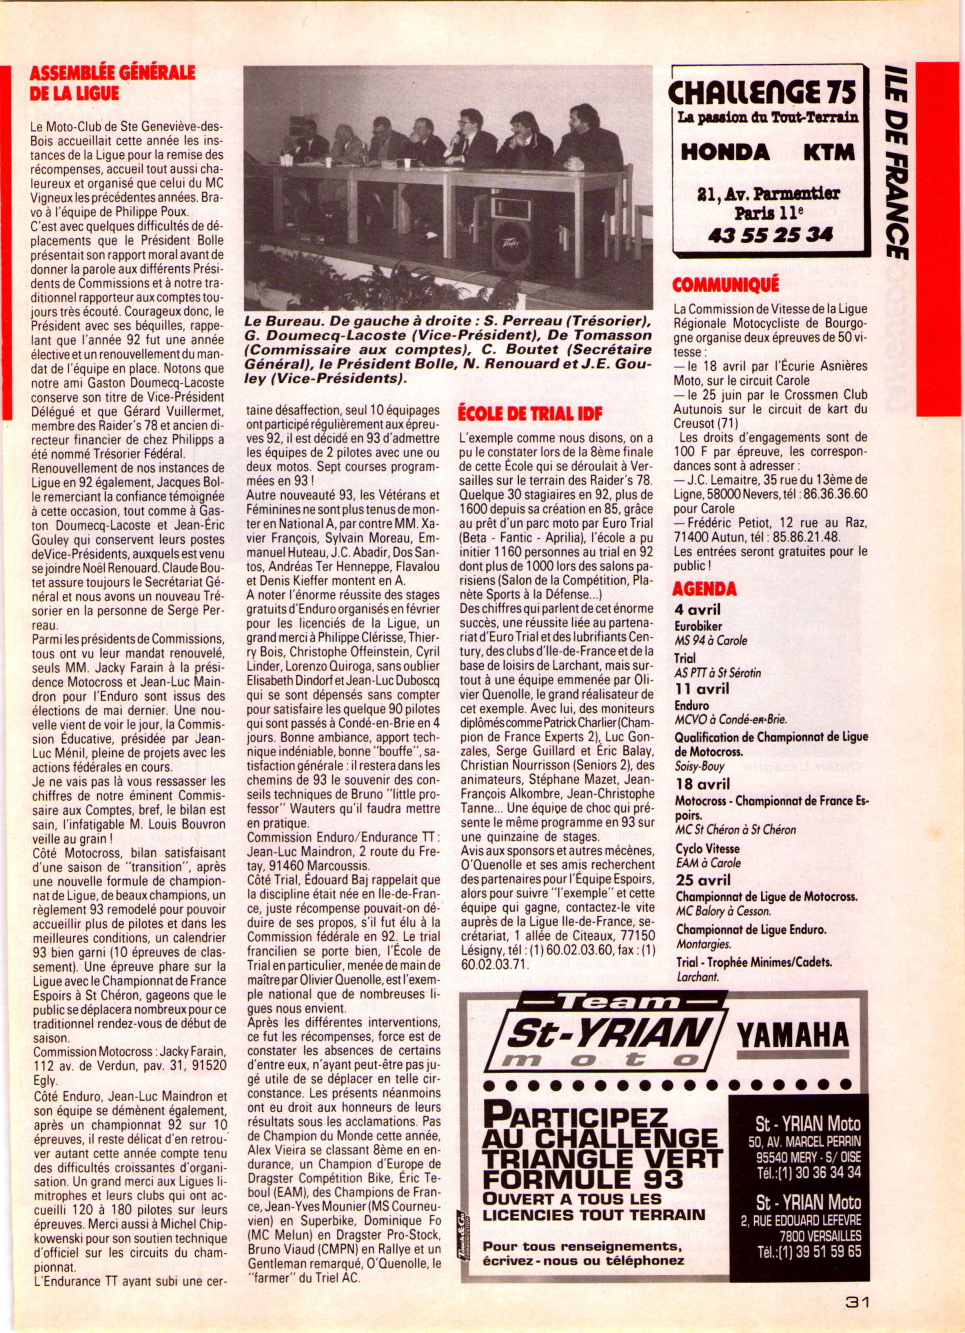 ASSEMBLÉE GÉNÉRALE
DE LA LIGUE
Le Moto-Club de Ste Geneviève-des-
Bois accueillait cette année les ins-
tances de la Ligue pour la remise des
récompenses, accueil tout aussi cha-
leureux et organisé que celui du MC
Vigneux les précédentes années. Bra-
vo à l'équipe de Philippe Poux.
C'est avec quelques difficultés de dé-
placements que le Président Bolle
présentait son rapport moral avant de
donner la parole aux différents Prési-
dents de Commissions et à notre tra-
ditionnel rapporteur aux comptes tou-
jours très écouté. Courageux donc, le
Président avec ses béquilles, rappe-
lant que l'année 92 fut une année
élective et un renouvellement du man-
dat de l'équipe en place. Notons que
notre ami Gaston Doumecq-Lacoste
conserve son titre de Vice-Président
Délégué et que Gérard Vuillermet,
membre des Raider's 78 et ancien di-
recteur financier de chez Philipps a
été nommé Trésorier Fédéral.
Renouvellement de nos instances de
Ligue en 92 également, Jacques Bol-
le remerciant la confiance témoignée
à cette occasion, tout comme à Gas-
ton Doumecq-Lacoste et Jean-Éric
Gouley qui conservent leurs postes
deVice-Présidents, auxquels est venu
se joindre Noël Renouard. Claude Bou-
tet assure toujours le Secrétariat Gé-
néral et nous avons un nouveau Tré-
sorier en la personne de Serge Per-
reau.
Parmi les présidents de Commissions,
tous ont vu leur mandat renouvelé,
seuls MM. Jacky Farain à la prési-
dence Motocross et Jean-Luc Main-
dron pour l'Enduro sont issus des
élections de mai dernier. Une nou-
velle vient de voir le jour, la Commis-
sion Éducative, présidée par Jean-
Luc Ménil, pleine de projets avec les
actions fédérales en cours.
Je ne vais pas là vous ressasser les
chiffres de notre éminent Commis-
saire aux Comptes, bref, le bilan est
sain, l'infatigable M. Louis Bouvron
veille au grain !
Côté Motocross, bilan satisfaisant
d'une saison de "transition", après
une nouvelle formule de champion-
nat de Ligue, de beaux champions, un
règlement 93 remodelé pour pouvoir
accueillir plus de pilotes et dans les
meilleures conditions, un calendrier
93 bien garni (10 épreuves de clas-
sement). Une épreuve phare sur la
Ligue avec le Championnat de France
Espoirs à St Chéron, gageons que le
public se déplacera nombreux pour ce
traditionnel rendez-vous de début de
saison.
Commission Motocross : Jacky Farain,
112 av. de Verdun, pav. 31, 91520
Egly.
Côté Enduro, Jean-Luc Maindron et
son équipe se démènent également,
après un championnat 92 sur 10
épreuves, il reste délicat d'en retrou-
ver autant cette année compte tenu
des difficultés croissantes d'organi-
sation. Un grand merci aux Ligues li-
mitrophes et leurs clubs qui ont ac-
cueilli 120 à 180 pilotes sur leurs
épreuves. Merci aussi à Michel Chip-
kowenski pour son soutien technique
d'officiel sur les circuits du cham-
pionnat.
L'Endurance TT ayant subi une cer-
Le Bureau. De gauche à droite : S. Perreau (Trésorier),
G. Doumecq-Lacoste (Vice-Président), De Tomasson
(Commissaire aux comptes), C. Boutet (Secrétaire
Général), le Président Bolle, N. Renouard et J.E. Gou-
ley (Vice-Présidents).
taine désaffection, seul 10 équipages
ont participé régulièrement aux épreu-
ves 92, il est décidé en 93 d'admettre
les équipes de 2 pilotes avec une ou
deux motos. Sept courses program-
mées en 93 !
Autre nouveauté 93, les Vétérans et
Féminines ne sont plus tenus de mon-
ter en National A, par contre MM. Xa-
vier François, Sylvain Moreau, Em-
manuel Huteau, J.C. Abadir, Dos San-
tos, Andréas Ter Henneppe, Flavalou
et Denis Kieffer montent en A.
A noter l'énorme réussite des stages
gratuits d'Enduro organisés en février
pour les licenciés de la Ligue, un
grand merci à Philippe Clérisse, Thier-
ry Bois, Christophe Offeinstein, Cyril
Linder, Lorenzo Quiroga, sans oublier
Elisabeth Dindorf et Jean-Luc Duboscq
qui se sont dépensés sans compter
pour satisfaire les quelque 90 pilotes
qui sont passés à Condé-en-Brie en 4
jours. Bonne ambiance, apport tech-
nique indéniable, bonne "bouffe", sa-
tisfaction générale : il restera dans les
chemins de 93 le souvenir des con-
seils techniques de Bruno "little pro-
fessor" Wauters qu'il faudra mettre
en pratique.
Commission Enduro/Endurance TT :
Jean-Luc Maindron, 2 route du Fre-
tay, 91460 Marcoussis.
Côté Trial, Édouard Baj rappelait que
la discipline était née en Ile-de-Fran-
ce, juste récompense pouvait-on dé-
duire de ses propos, s'il fut élu à la
Commission fédérale en 92. Le trial
francilien se porte bien, l'École de
Trial en particulier, menée de main de
maître par Olivier Quenolle, est l'exem-
ple national que de nombreuses li-
gues nous envient.
Après les différentes interventions,
ce fut les récompenses, force est de
constater les absences de certains
d'entre eux, n'ayant peut-être pas ju-
gé utile de se déplacer en telle cir-
constance. Les présents néanmoins
ont eu droit aux honneurs de leurs
résultats sous les acclamations. Pas
de Champion du Monde cette année,
Alex Vieira se classant 8ème en en-
durance, un Champion d'Europe de
Dragster Compétition Bike, Éric Te-
boul (EAM), des Champions de Fran-
ce, Jean-Yves Mounier (MS Courneu-
vien) en Superbike, Dominique Fo
(MC Melun) en Dragster Pro-Stock,
Bruno Viaud (CMPN) en Rallye et un
Gentleman remarqué, O'Quenolle, le
"farmer" du Triel AC.
ÉCOLE DE TRIAL IDF
L'exemple comme nous disons, on a
pu le constater lors de la 8ème finale
de cette École qui se déroulait à Ver-
sailles sur le terrain des Raider's 78.
Quelque 30 stagiaires en 92, plus de
1600 depuis sa création en 85, grâce
au prêt d'un parc moto par Euro Trial
(Beta - Fantic - Aprilia), l'école a pu
initier 1160 personnes au trial en 92
dont plus de 1000 lors des salons pa-
risiens (Salon de la Compétition, Pla-
nète Sports à la Défense...)
Des chiffres qui parlent de cet énorme
succès, une réussite liée au partena-
riat d'Euro Trial et des lubrifiants Cen-
tury, des clubs d'Ile-de-France et de la
base de loisirs de Larchant, mais sur-
tout à une équipe emmenée par Oli-
vier Quenolle, le grand réalisateur de
cet exemple. Avec lui, des moniteurs
diplômés comme Patrick Charlier (Cham-
pion de France Experts 2), Luc Gon-
zales, Serge Guillard et Éric Balay,
Christian Nourrisson (Seniors 2), des
animateurs, Stéphane Mazet, Jean-
François Alkombre, Jean-Christophe
Tanne... Une équipe de choc qui pré-
sente le même programme en 93 sur
une quinzaine de stages.
Avis aux sponsors et autres mécènes,
O'Quenolle et ses amis recherchent
des partenaires pour l'Équipe Espoirs,
alors pour suivre "l'exemple" et cette
équipe qui gagne, contactez-le vite
auprès de la Ligue Ile-de-France, se-
crétariat, 1 allée de Citeaux, 77150
Lésigny, tél : (1) 60.02.03.60, fax : (1)
60.02.03.71.
CHALLENGE 75
La passion du Tout-Terrain
HONDA KTM
21, Av. Parmentier
Paris 11e
43 55 25 34
ILE DE FRANCE
COMMUNIQUÉ
La Commission de Vitesse de la Ligue
Régionale Motocycliste de Bourgo-
gne organise deux épreuves de 50 vi-
tesse :
— le 18 avril par l'Écurie Asnières
Moto, sur le circuit Carole
— le 25 juin par le Crossmen Club
Autunois sur le circuit de kart du
Creusot (71)
Les droits d'engagements sont de
100 F par épreuve, les correspon-
dances sont à adresser :
— J.C. Lemaitre, 35 rue du 13ème de
Ligne, 58000 Nevers, tél : 86.36.36.60
pour Carole
— Frédéric Petiot, 12 rue au Raz,
71400 Autun, tél : 85.86.21.48.
Les entrées seront gratuites pour le
public !
AGENDA
4 avril
Eurobiker
MS 94 à Carole
Trial
AS PTT à St Sérotin
11 avril
Enduro
MCVO à Condé-en-Brie.
Qualification de Championnat de Ligue
de Motocross.
Soisy-Bouy
18 avril
Motocross - Championnat de France Es-
poirs.
MC St Chéron à St Chéron
Cyclo Vitesse
EAM à Carole
25 avril
Championnat de Ligue de Motocross.
MC Balory à Cesson.
Championnat de Ligue Enduro.
Montargies.
Trial - Trophée Minimes/Cadets.
Larchant.
Team
St-YRIAN
moto
YAMAHA
PARTICIPEZ
AU CHALLENGE
TRIANGLE VERT
FORMULE 93
OUVERT A TOUS LES
LICENCIES TOUT TERRAIN
Pour tous renseignements,
écrivez-nous ou téléphonez
St - YRIAN Moto
50, AV. MARCEL PERRIN
95540 MERY - S/ OISE
Tél.:(1) 30 36 34 34
St - YRIAN Moto
2, RUE EDOUARD LEFEVRE
7800 VERSAILLES
Tél.:(1) 39 51 59 65
31